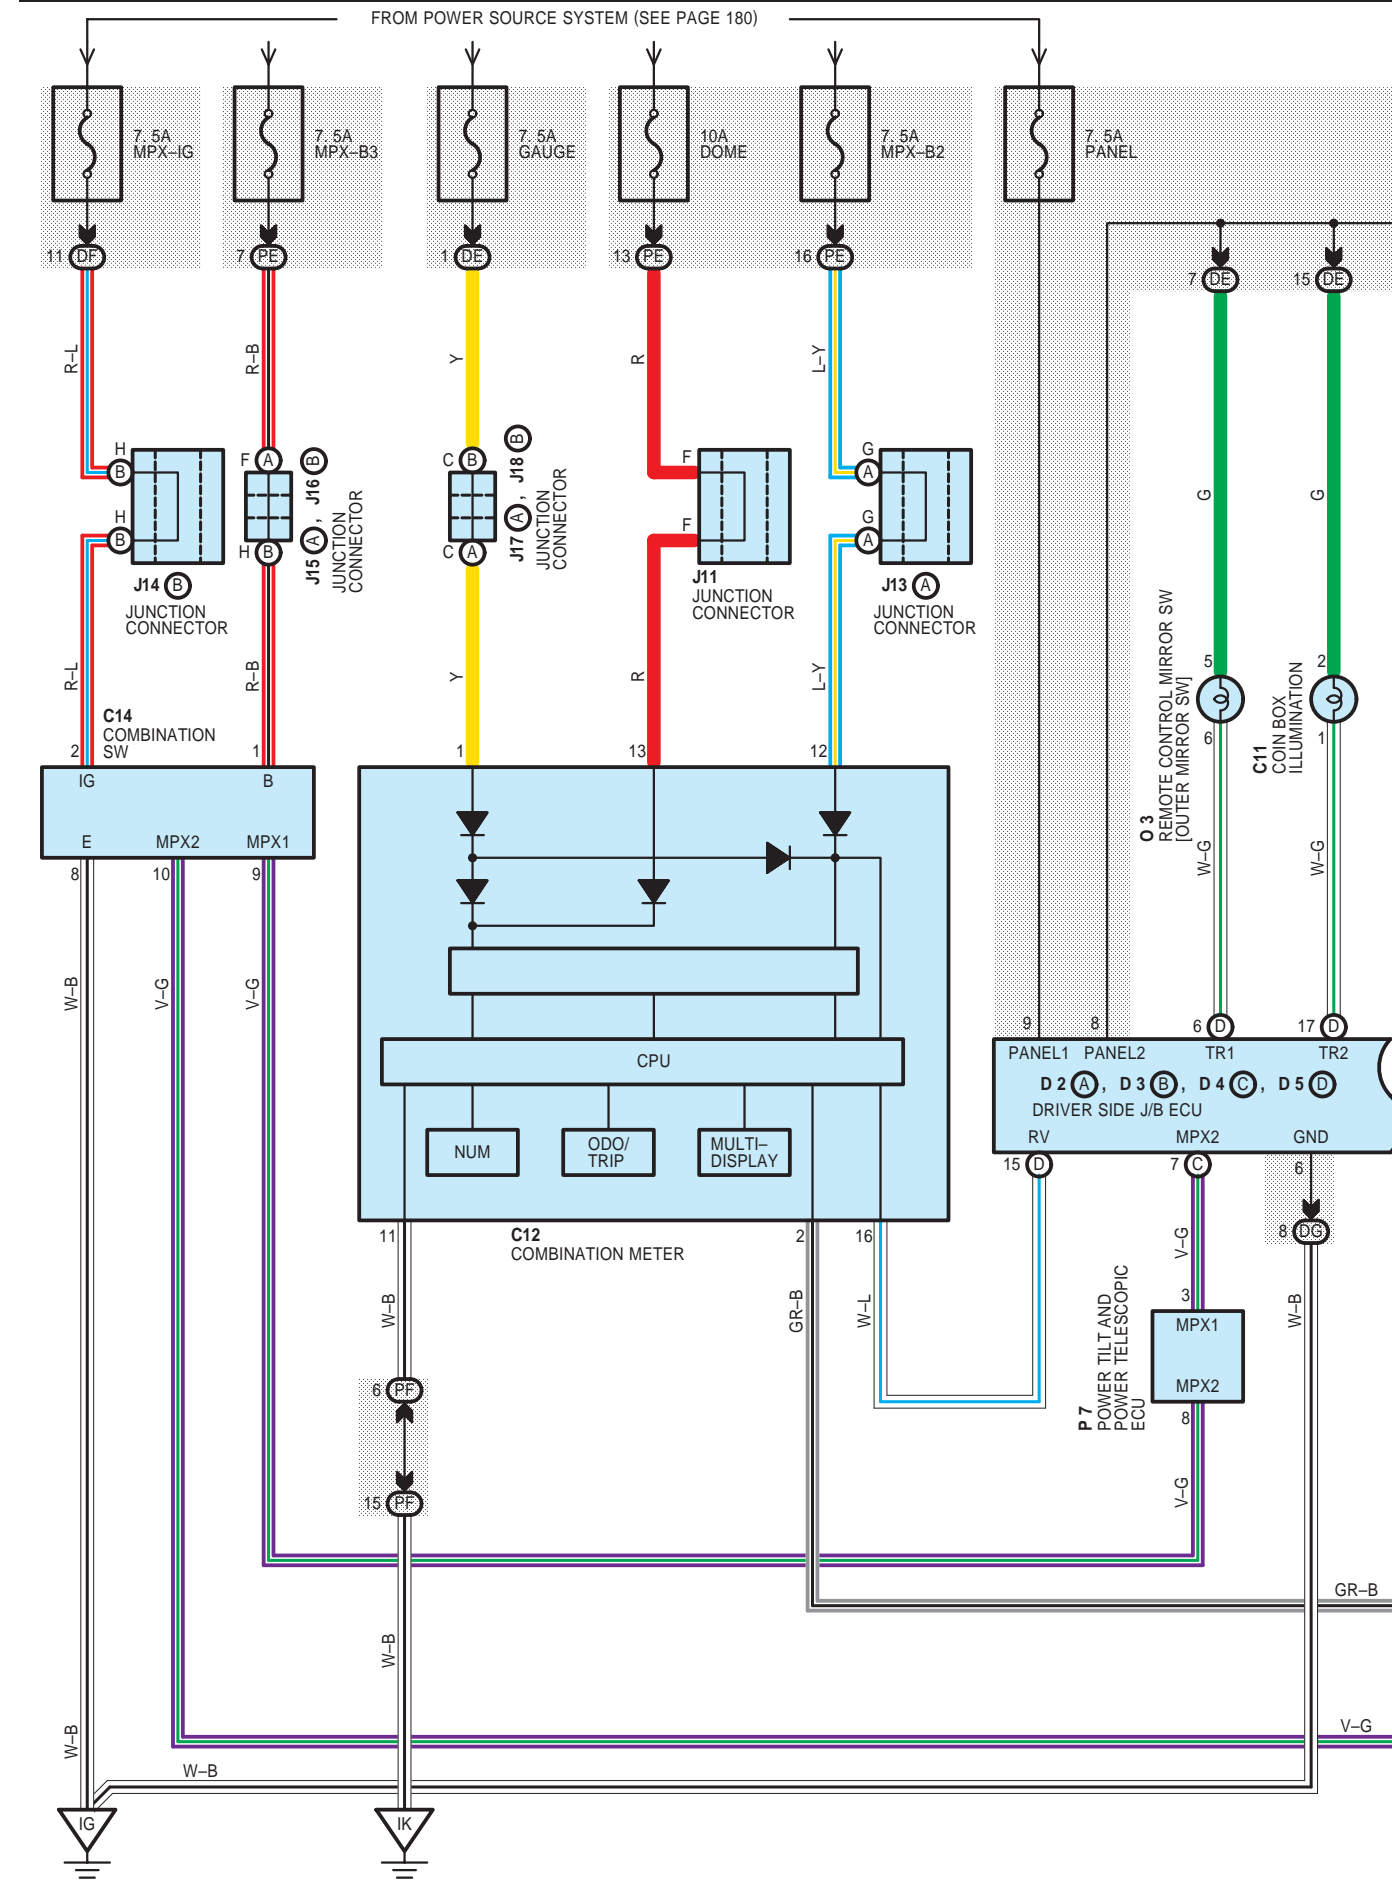 FROM POWER SOURCE SYSTEM (SEE PAGE 180)
7. 5A
MPX–IG
7. 5A
MPX–B3
7. 5A
GAUGE
10A
DOME
7. 5A
MPX–B2
7. 5A
PANEL
11 DF
7 PE
1 DE
13 PE
16 PE
7 DE
15 DE
R–L
R–B
Y
R
L–Y
G
G
H
B
H
B
J14 B
JUNCTION
CONNECTOR
F A
H B
J15 A , J16 B
JUNCTION
CONNECTOR
C B
C A
J17 A , J18 B
JUNCTION
CONNECTOR
F
F
J11
JUNCTION
CONNECTOR
G
A
G
A
J13 A
JUNCTION
CONNECTOR
R–L
R–B
Y
R
L–Y
5
6
O 3
REMOTE CONTROL MIRROR SW
[OUTER MIRROR SW]
2
1
C11
COIN BOX
ILLUMINATION
W–G
W–G
C14
COMBINATION
SW
2
1
1
13
12
IG
B
E
MPX2
MPX1
8
10
9
W–B
V–G
V–G
CPU
NUM
ODO/
TRIP
MULTI–
DISPLAY
9
8
6 D
17 D
PANEL1
PANEL2
TR1
TR2
D 2 A , D 3 B , D 4 C , D 5 D
DRIVER SIDE J/B ECU
RV
MPX2
GND
15 D
7 C
6
8 DG
11
C12
COMBINATION METER
2
16
W–B
GR–B
W–L
V–G
W–B
3
MPX1
MPX2
8
P 7
POWER TILT AND
POWER TELESCOPIC
ECU
6 PF
15 PF
V–G
GR–B
W–B
V–G
W–B
W–B
IG
IK